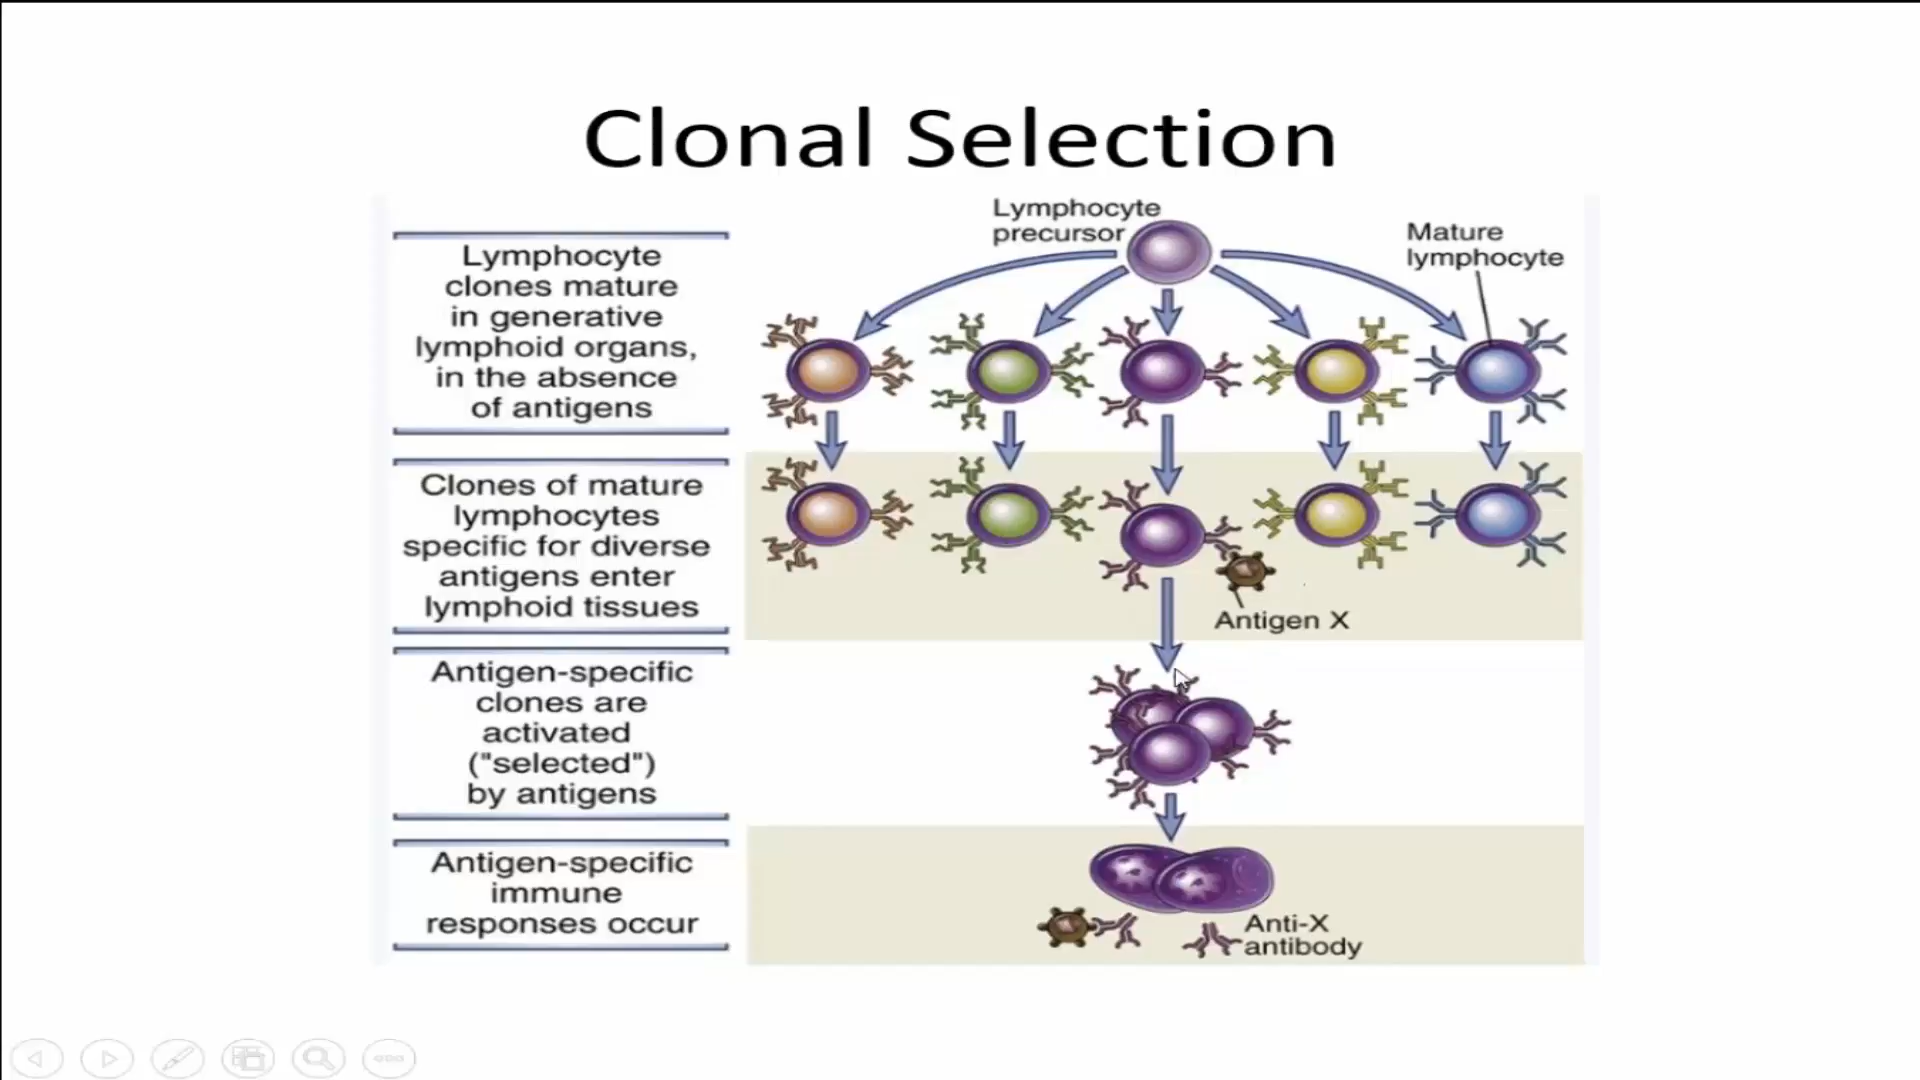 Clonal Selection
Lymphocyte
precursor
Mature
lymphocyte
Lymphocyte
clones mature
in generative
lymphoid organs,
in the absence
of antigens
Clones of mature
lymphocytes
specific for diverse
antigens enter
lymphoid tissues
Antigen X
Antigen-specific
clones are
activated
("selected")
by antigens
Antigen-specific
immune
responses occur
Anti-X
antibody